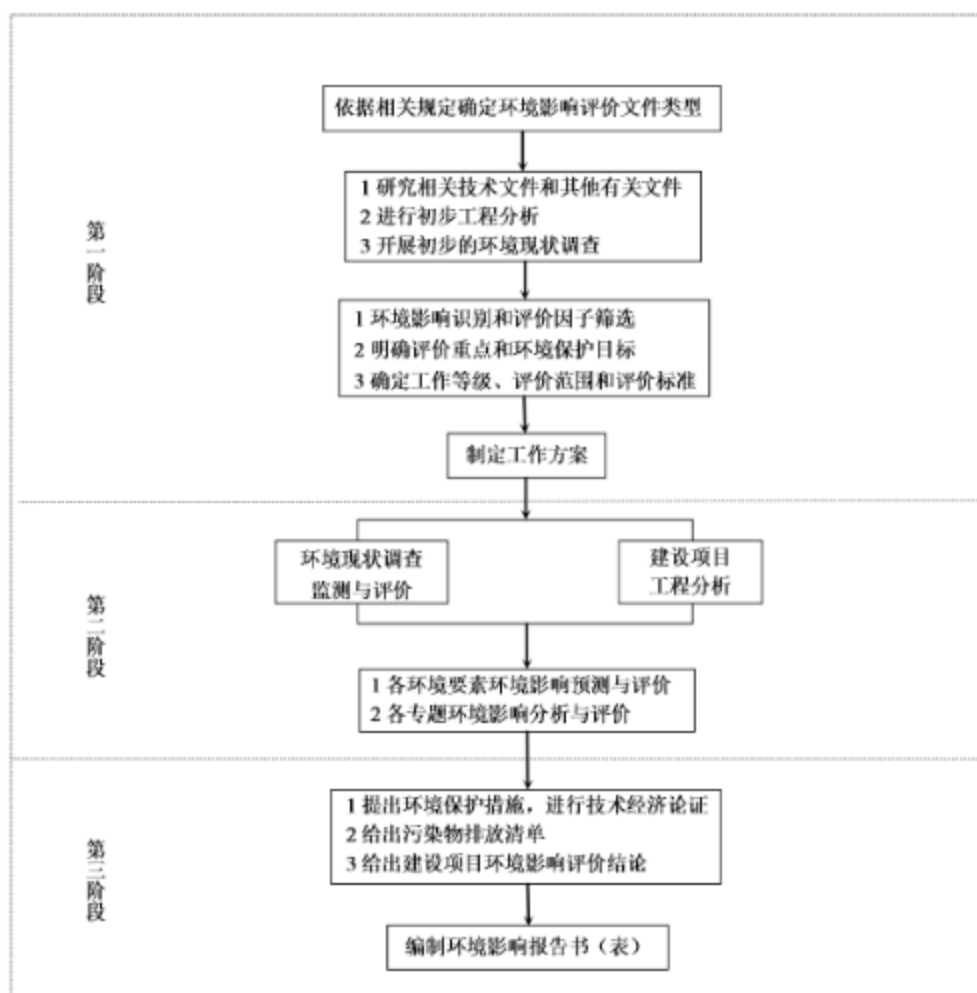 依据相关规定确定环境影响评价文件类型
1 研究相关技术文件和其他有关文件
2 进行初步工程分析
3 开展初步的环境现状调查
第一阶段
1 环境影响识别和评价因子筛选
2 明确评价重点和环境保护目标
3 确定工作等级、评价范围和评价标准
制定工作方案
环境现状调查
监测与评价
建设项目
工程分析
第二阶段
1 各环境要素环境影响预测与评价
2 各专题环境影响分析与评价
1 提出环境保护措施，进行技术经济论证
2 给出污染物排放清单
3 给出建设项目环境影响评价结论
第三阶段
编制环境影响报告书（表）